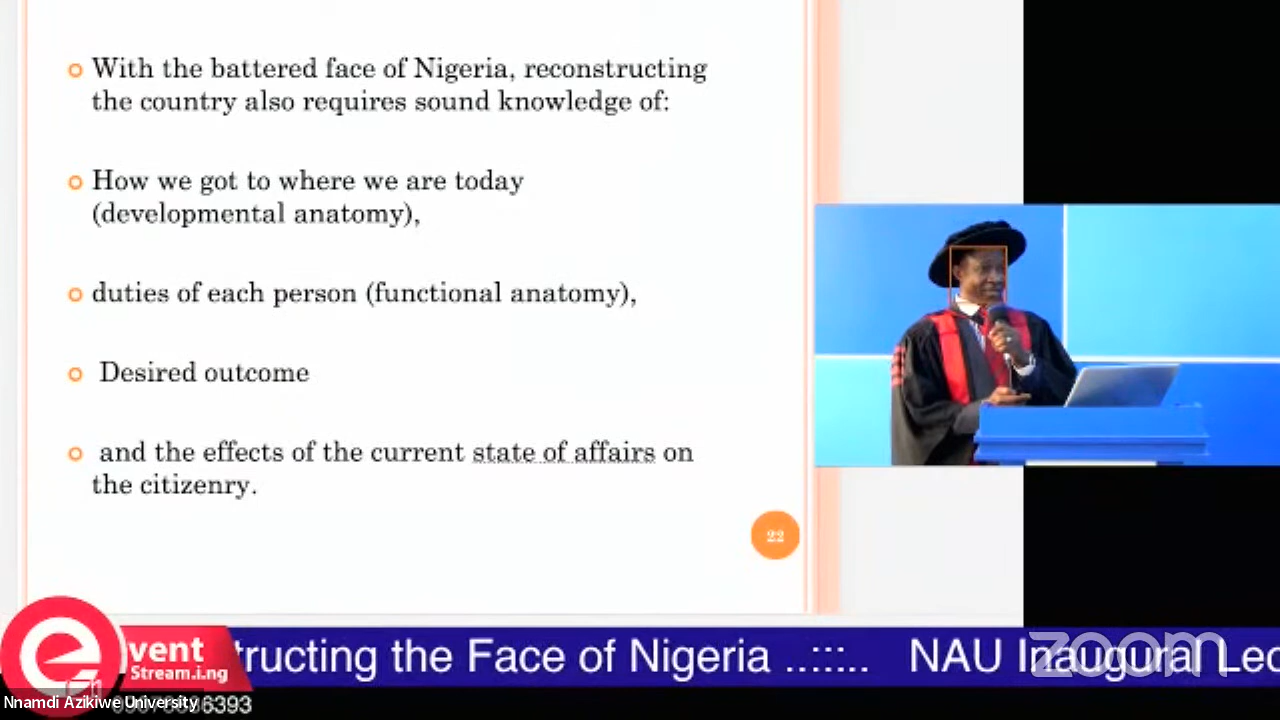 With the battered face of Nigeria, reconstructing
the country also requires sound knowledge of:
How we got to where we are today
(developmental anatomy),
duties of each person (functional anatomy),
Desired outcome
and the effects of the current state of affairs on
the citizenry.
22
event
Stream.i.ng
tructing the Face of Nigeria ..:::.. NAU Inaugural Lec
zoom
Nnamdi Azikiwe University